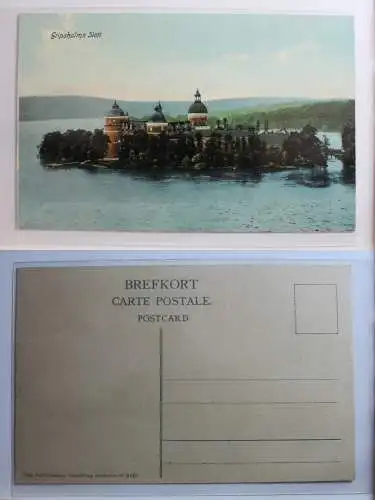 Gripsholms Slott
BREFKORT
CARTE POSTALE.
POSTCARD